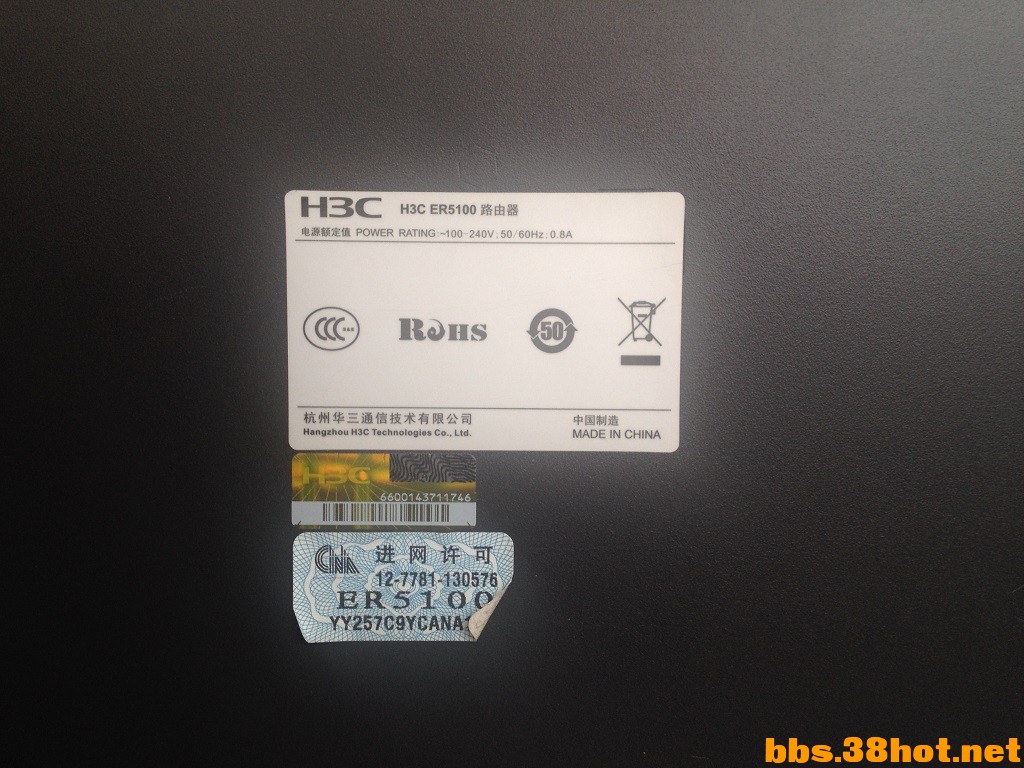 H3C H3C ER5100 路由器
电源额定值 POWER RATING:~100-240V; 50/60Hz; 0.8A
CCC RoHS 50
杭州华三通信技术有限公司 中国制造
Hangzhou H3C Technologies Co., Ltd. MADE IN CHINA
H3C
6600143711746
CNA 进网许可
12-7781-130576
ER5100
YY257C9YCANA
bbs.38hot.net